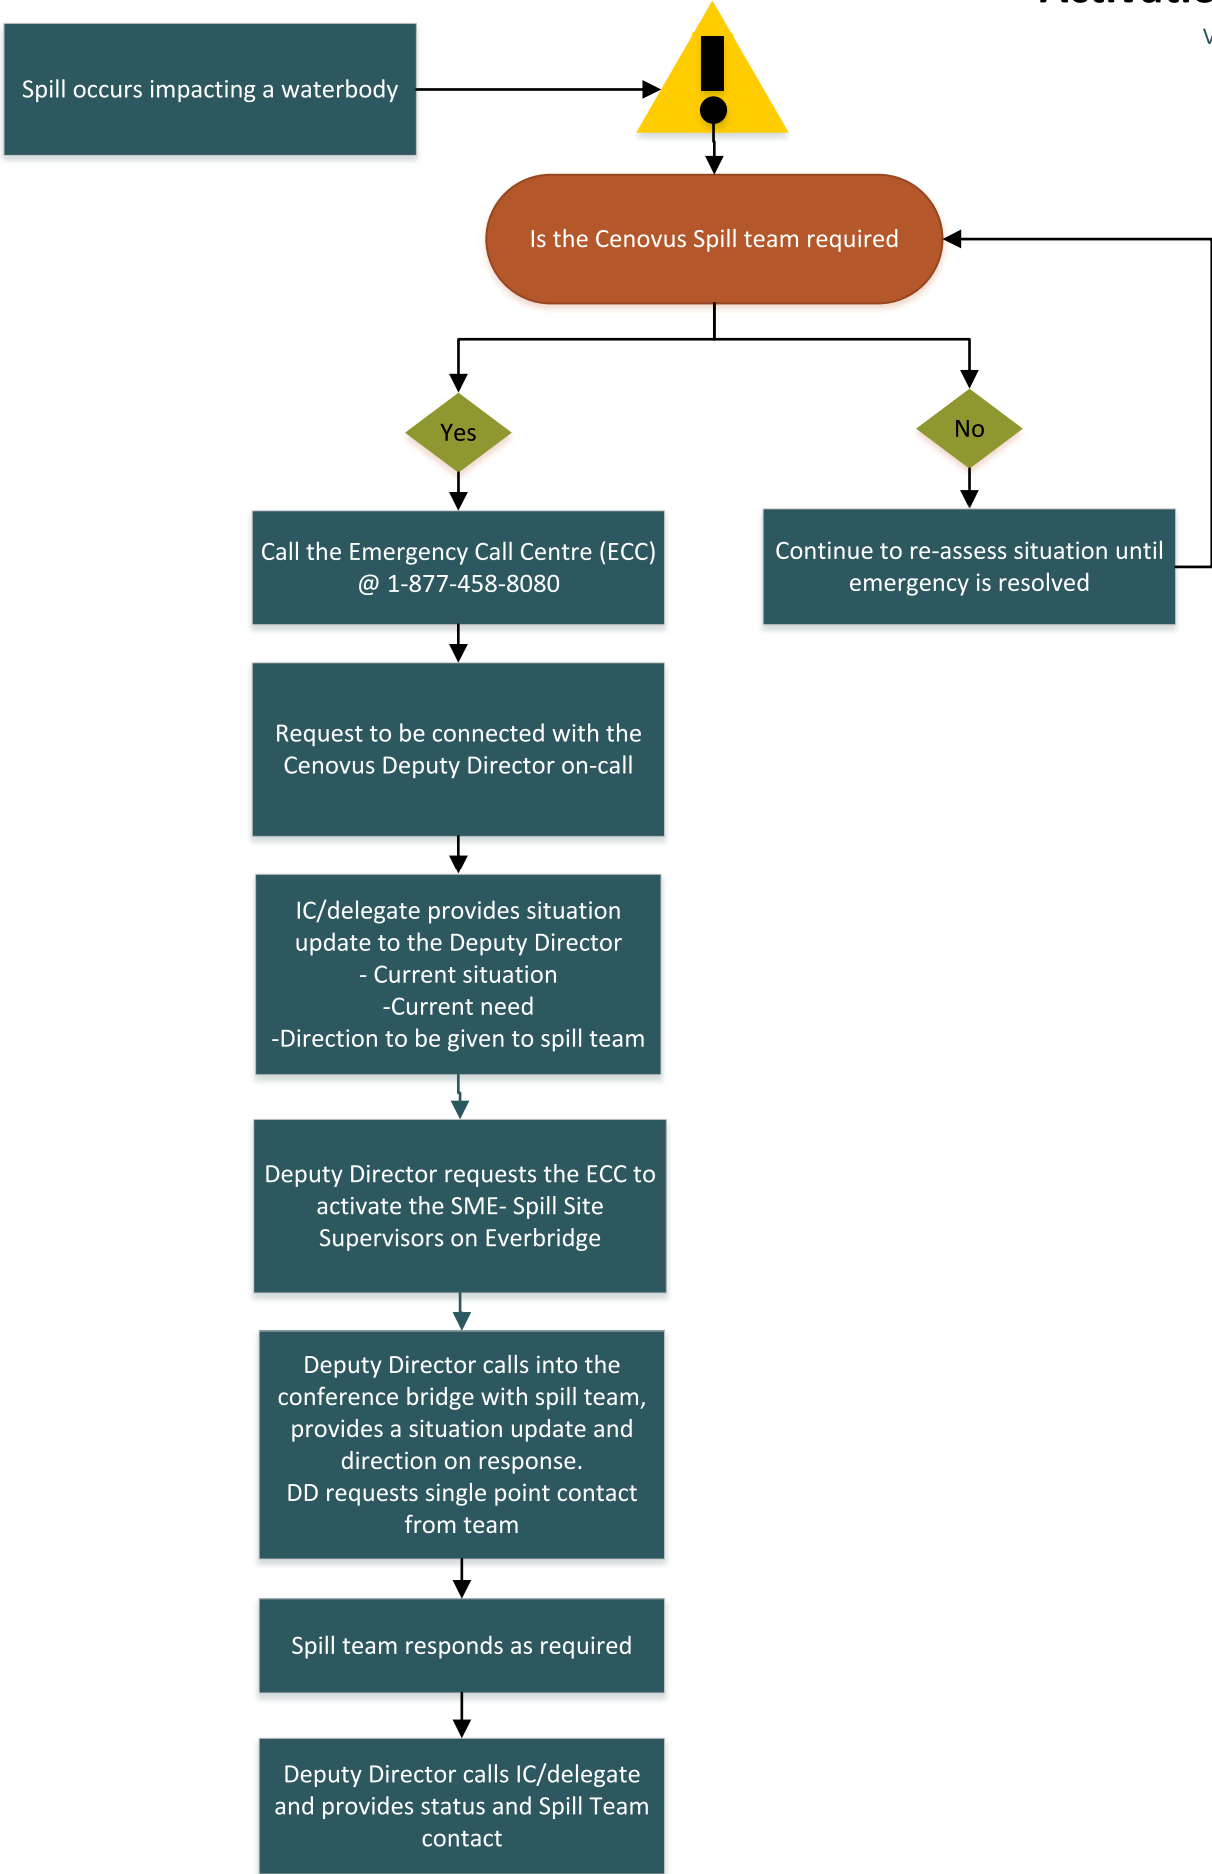 Spill occurs impacting a waterbody
Is the Cenovus Spill team required
Yes
No
Call the Emergency Call Centre (ECC)
@ 1-877-458-8080
Continue to re-assess situation until
emergency is resolved
Request to be connected with the
Cenovus Deputy Director on-call
IC/delegate provides situation
update to the Deputy Director
- Current situation
-Current need
-Direction to be given to spill team
Deputy Director requests the ECC to
activate the SME- Spill Site
Supervisors on Everbridge
Deputy Director calls into the
conference bridge with spill team,
provides a situation update and
direction on response.
DD requests single point contact
from team
Spill team responds as required
Deputy Director calls IC/delegate
and provides status and Spill Team
contact